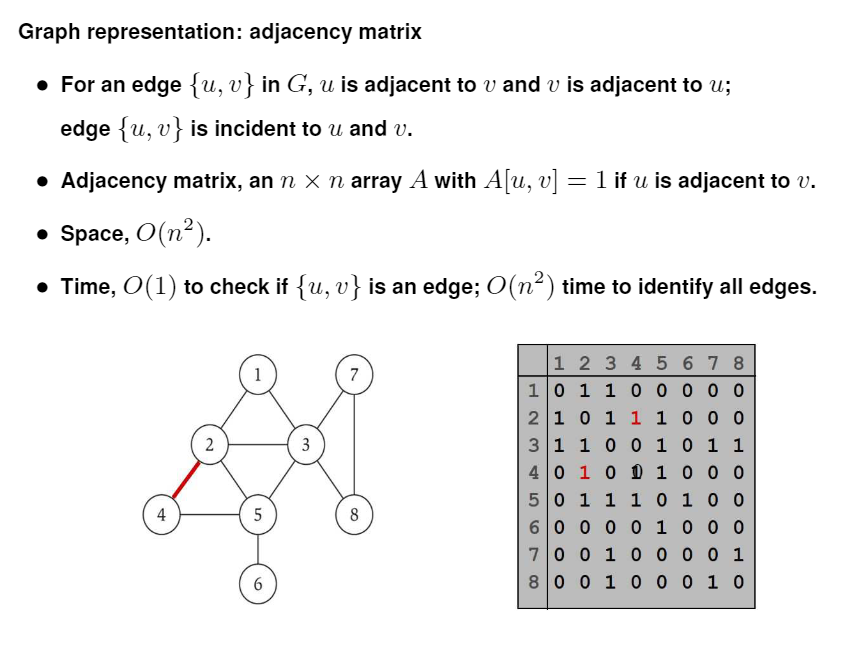 Graph representation: adjacency matrix
● For an edge {u, v} in G, u is adjacent to v and v is adjacent to u;
edge {u, v} is incident to u and v.
● Adjacency matrix, an n × n array A with A[u, v] = 1 if u is adjacent to v.
● Space, O(n²).
● Time, O(1) to check if {u, v} is an edge; O(n²) time to identify all edges.
1 7
2 3
4 5 8
6
1 2 3 4 5 6 7 8
1 0 1 1 0 0 0 0 0
2 1 0 1 1 1 0 0 0
3 1 1 0 0 1 0 1 1
4 0 1 0 1 0 0 0
5 0 1 1 1 0 1 0 0
6 0 0 0 0 1 0 0 0
7 0 0 1 0 0 0 0 1
8 0 0 1 0 0 0 1 0